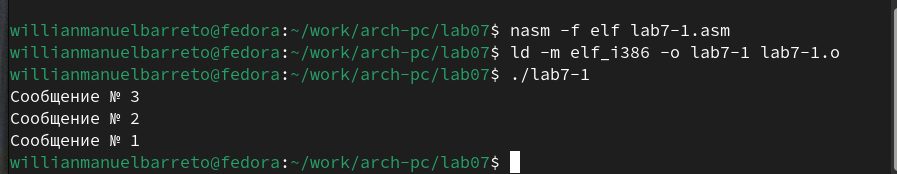 willianmanuelbarreto@fedora:~/work/arch-pc/lab07$ nasm -f elf lab7-1.asm
willianmanuelbarreto@fedora:~/work/arch-pc/lab07$ ld -m elf_i386 -o lab7-1 lab7-1.o
willianmanuelbarreto@fedora:~/work/arch-pc/lab07$ ./lab7-1
Сообщение № 3
Сообщение № 2
Сообщение № 1
willianmanuelbarreto@fedora:~/work/arch-pc/lab07$